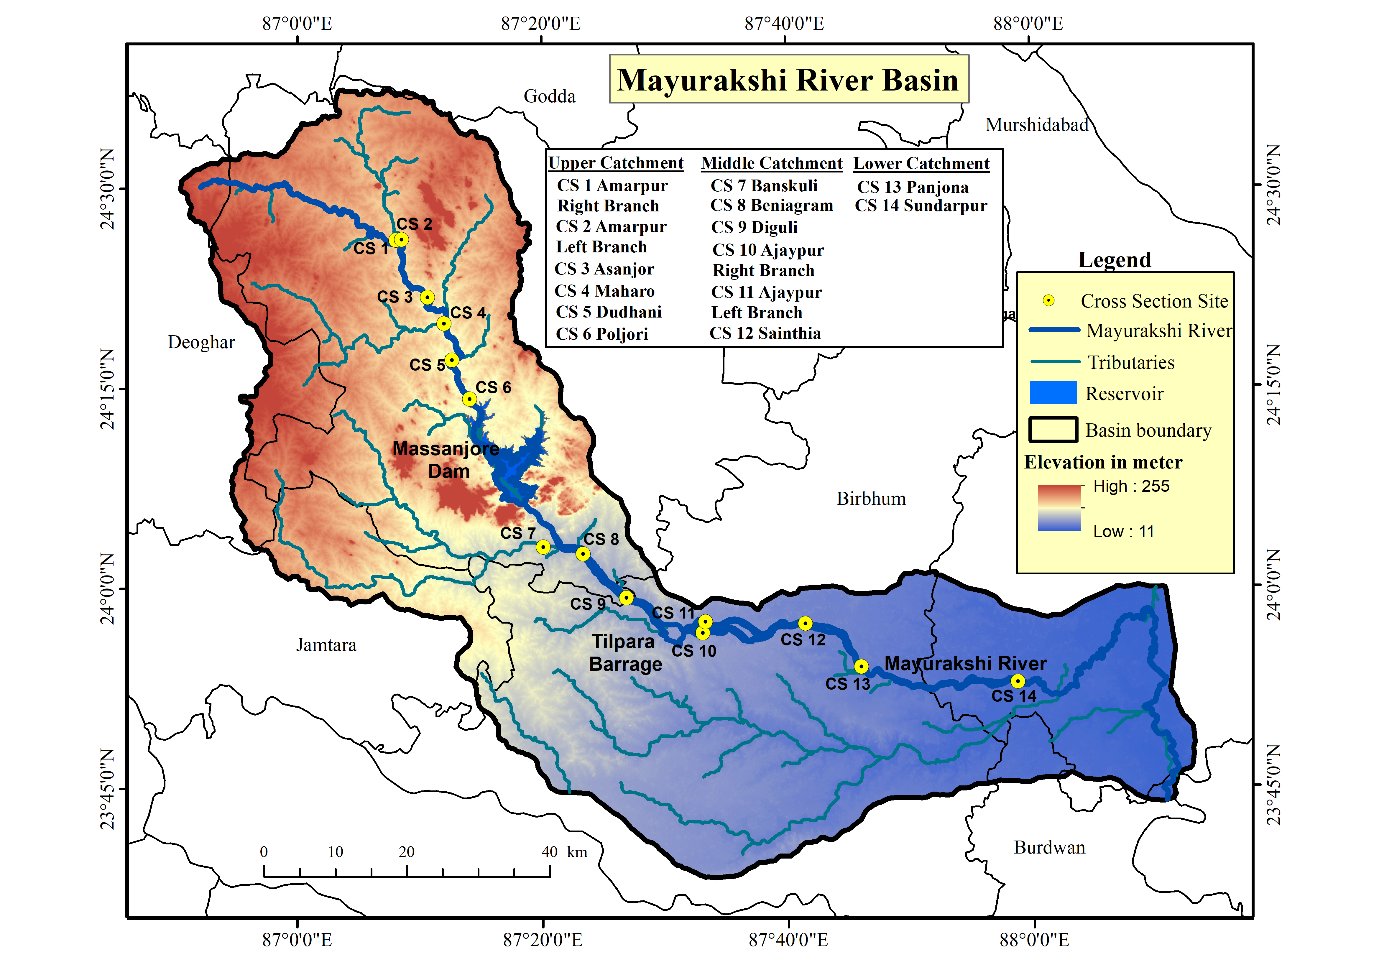 87°0'0"E
87°20'0"E
87°40'0"E
88°0'0"E
Mayurakshi River Basin
Godda
Murshidabad
Upper Catchment
CS 1 Amarpur
Right Branch
CS 2 Amarpur
Left Branch
CS 3 Asanjor
CS 4 Maharo
CS 5 Dudhani
CS 6 Poljori
Middle Catchment
CS 7 Banskuli
CS 8 Beniagram
CS 9 Diguli
CS 10 Ajaypur
Right Branch
CS 11 Ajaypur
Left Branch
CS 12 Sainthia
Lower Catchment
CS 13 Panjona
CS 14 Sundarpur
24°30'0"N
24°30'0"N
CS 2
CS 1
CS 3
CS 4
CS 5
CS 6
Deoghar
24°15'0"N
24°15'0"N
Legend
Cross Section Site
Mayurakshi River
Tributaries
Reservoir
Basin boundary
Elevation in meter
High : 255
Low : 11
Massanjore
Dam
Birbhum
CS 7
CS 8
24°0'0"N
24°0'0"N
CS 9
CS 11
CS 10
CS 12
Tilpara
Barrage
Jamtara
Mayurakshi River
CS 13
CS 14
23°45'0"N
23°45'0"N
Burdwan
0
10
20
40
km
87°0'0"E
87°20'0"E
87°40'0"E
88°0'0"E